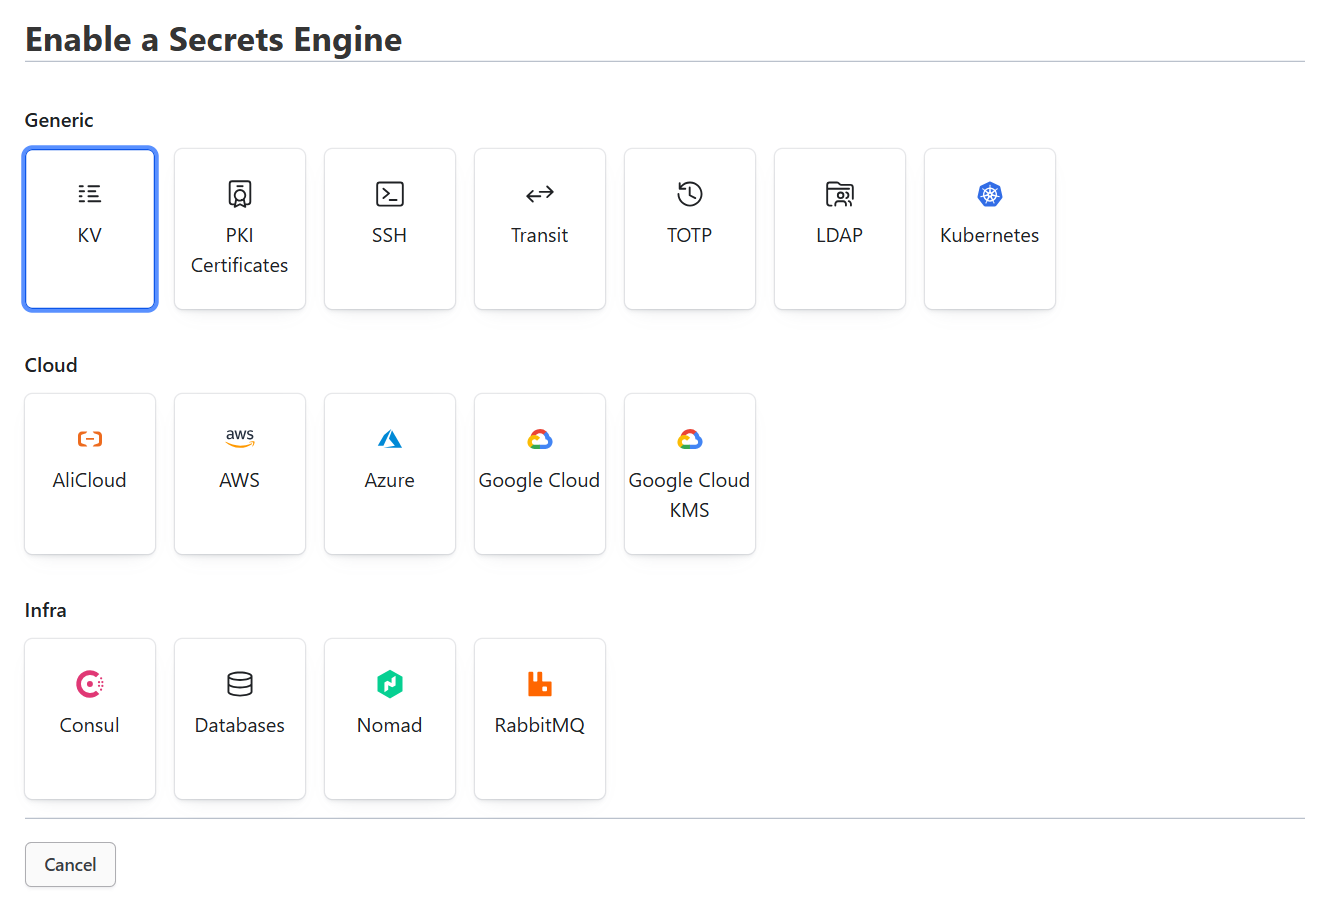 Enable a Secrets Engine
Generic
KV
PKI
Certificates
SSH
Transit
TOTP
LDAP
Kubernetes
Cloud
AliCloud
aws
AWS
Azure
Google Cloud
Google Cloud
KMS
Infra
Consul
Databases
Nomad
RabbitMQ
Cancel